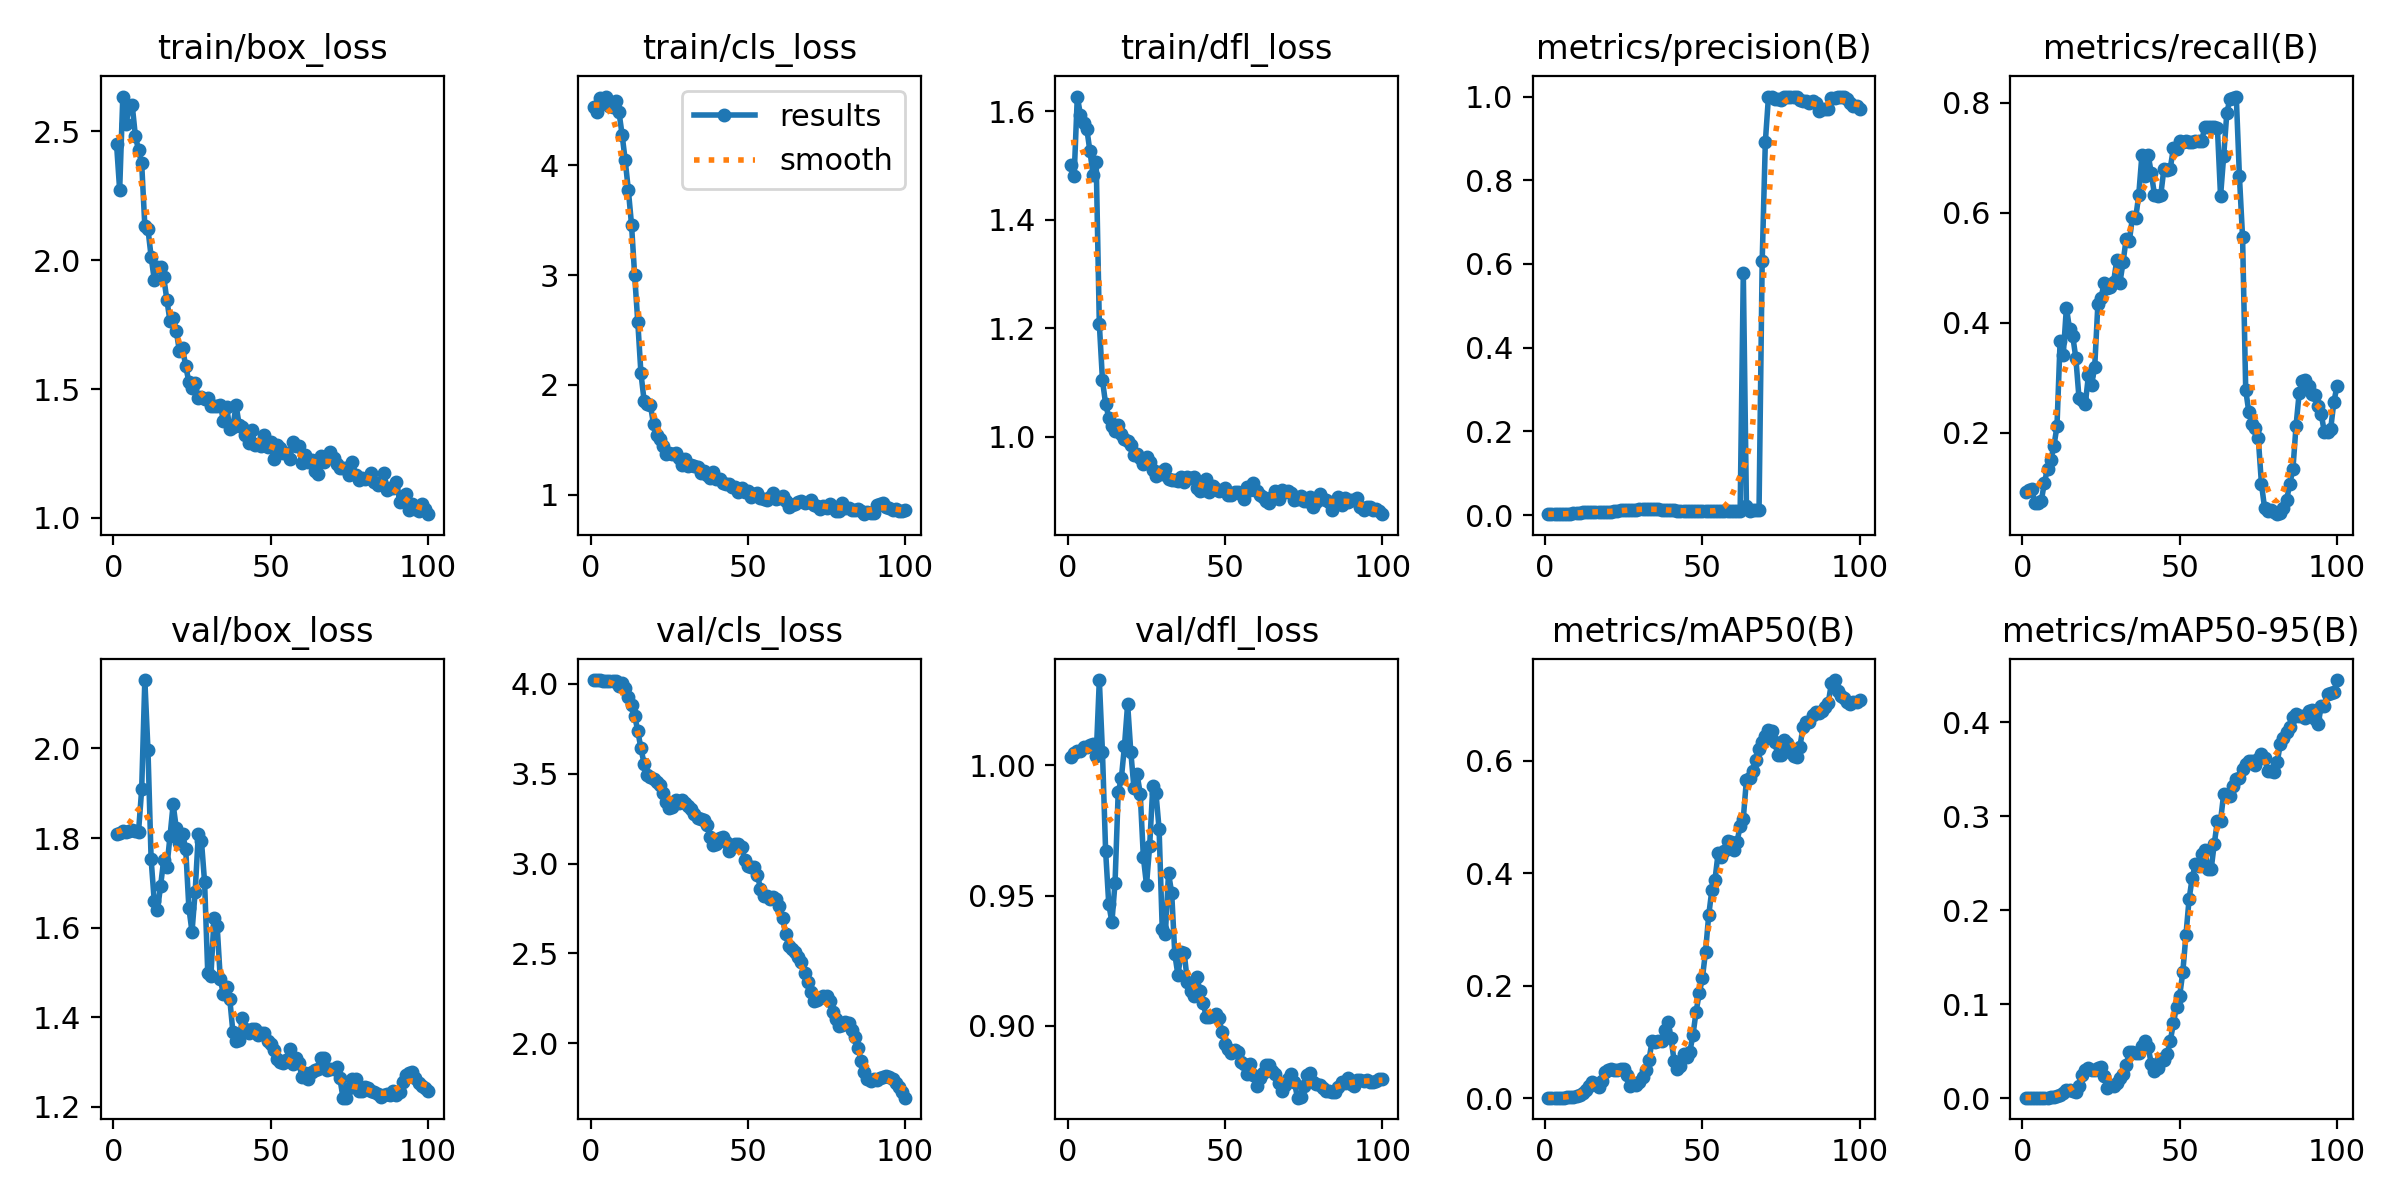 train/box_loss
2.5
2.0
1.5
1.0
0 50 100
train/cls_loss
results
smooth
4
3
2
1
0 50 100
train/dfl_loss
1.6
1.4
1.2
1.0
0 50 100
metrics/precision(B)
1.0
0.8
0.6
0.4
0.2
0.0
0 50 100
metrics/recall(B)
0.8
0.6
0.4
0.2
0 50 100
val/box_loss
2.0
1.8
1.6
1.4
1.2
0 50 100
val/cls_loss
4.0
3.5
3.0
2.5
2.0
0 50 100
val/dfl_loss
1.00
0.95
0.90
0 50 100
metrics/mAP50(B)
0.6
0.4
0.2
0.0
0 50 100
metrics/mAP50-95(B)
0.4
0.3
0.2
0.1
0.0
0 50 100